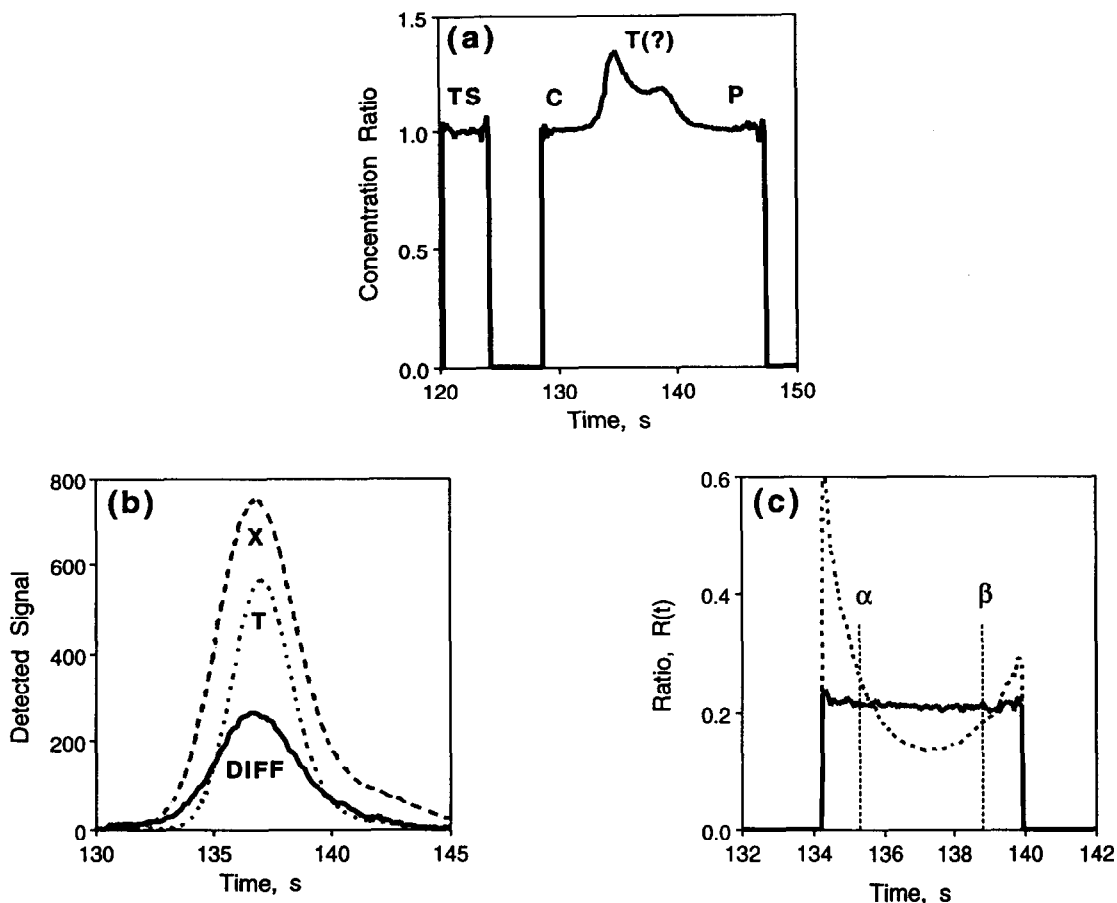 (a)
1.5
1.0
0.5
0.0
Concentration Ratio
TS
C
T(?)
P
120
130
140
150
Time, s
(b)
800
600
400
200
0
Detected Signal
X
T
DIFF
130
135
140
145
Time, s
(c)
0.6
0.4
0.2
0.0
Ratio, R(t)
α
β
132
134
136
138
140
142
Time, s